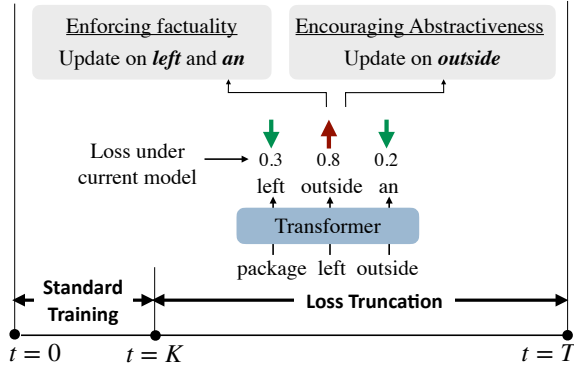 Enforcing factuality
Update on left and an
Encouraging Abstractiveness
Update on outside
Loss under
current model
0.3 0.8 0.2
left outside an
Transformer
package left outside
Standard
Training
Loss Truncation
t = 0
t = K
t = T